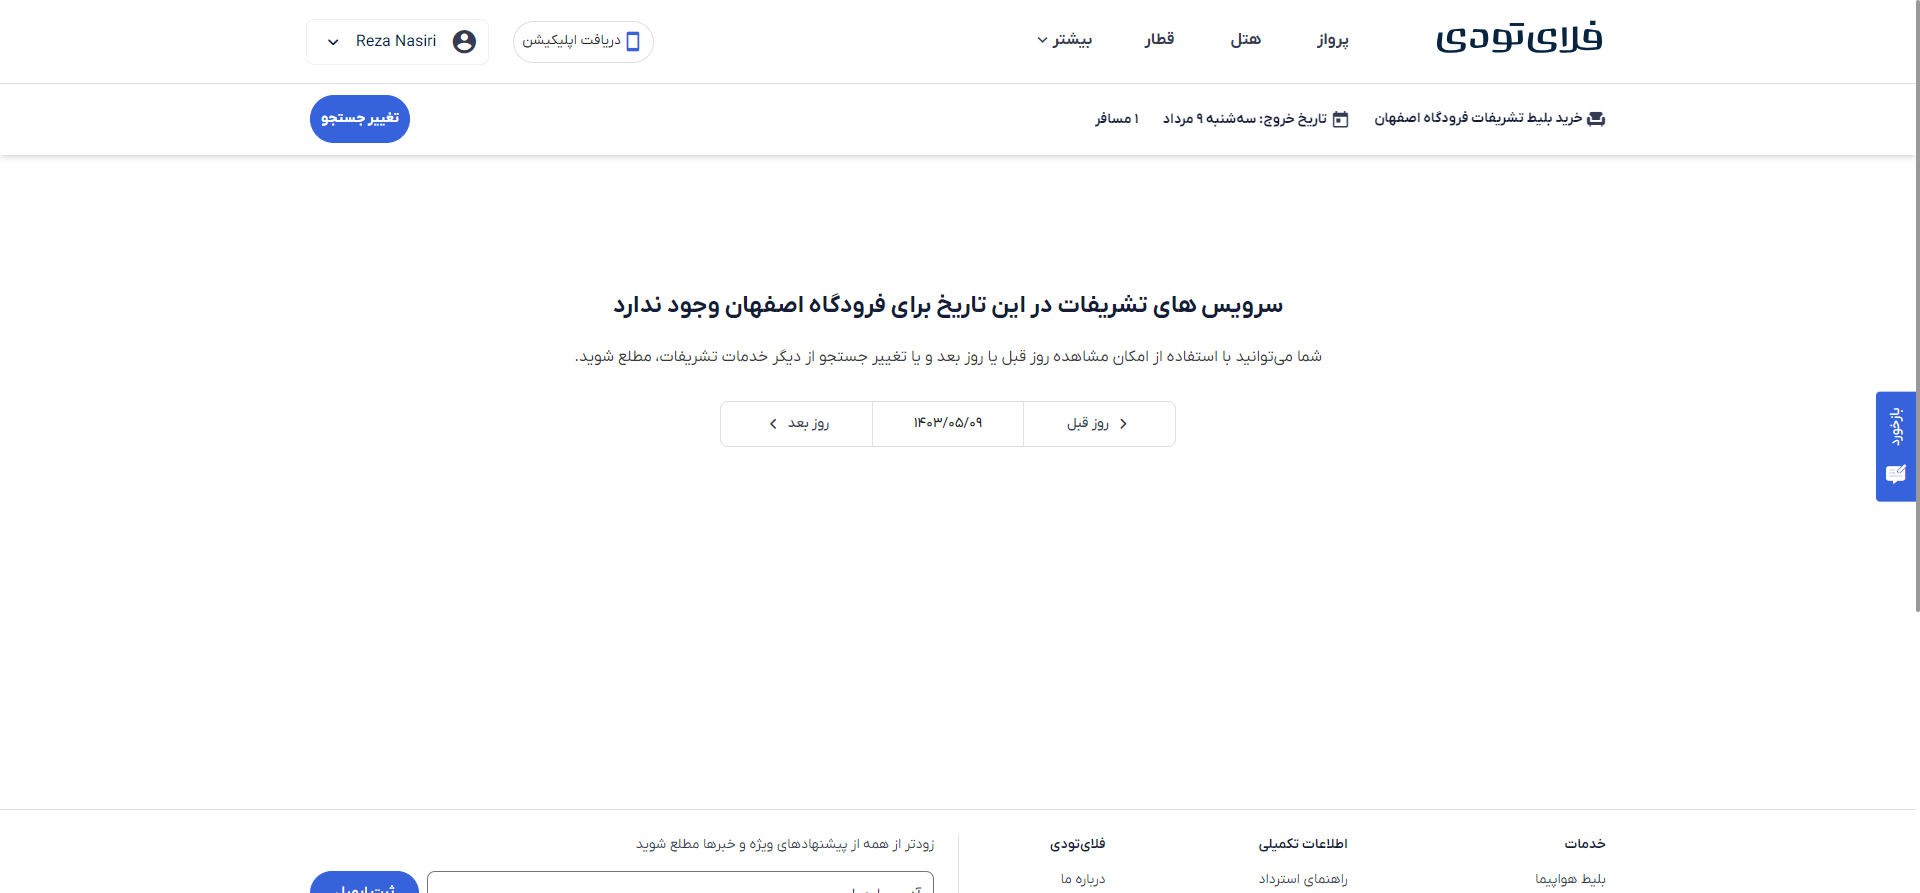 فلای‌تودی
پرواز
هتل
قطار
بیشتر
دریافت اپلیکیشن
Reza Nasiri
خرید بلیط تشریفات فرودگاه اصفهان
تاریخ خروج: سه‌شنبه ۹ مرداد
۱ مسافر
تغییر جستجو
سرویس های تشریفات در این تاریخ برای فرودگاه اصفهان وجود ندارد
شما می‌توانید با استفاده از امکان مشاهده روز قبل یا روز بعد و یا تغییر جستجو از دیگر خدمات تشریفات، مطلع شوید.
روز قبل
۱۴۰۳/۰۵/۰۹
روز بعد
بازخورد
خدمات
اطلاعات تکمیلی
فلای‌تودی
زودتر از همه از پیشنهادهای ویژه و خبرها مطلع شوید
بلیط هواپیما
راهنمای استرداد
درباره ما
ثبت ایمیل